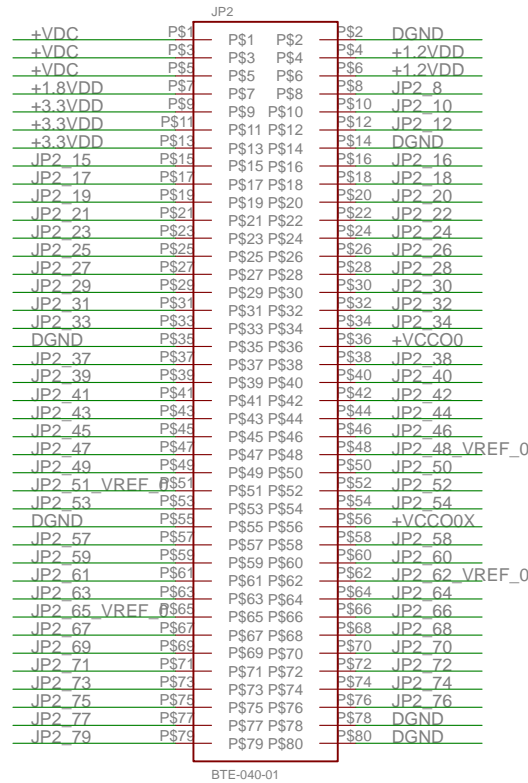 JP2
+VDC P$1 P$1 P$2 P$2 DGND
+VDC P$3 P$3 P$4 P$4 +1.2VDD
+VDC P$5 P$5 P$6 P$6 +1.2VDD
+1.8VDD P$7 P$7 P$8 P$8 JP2_8
+3.3VDD P$9 P$9 P$10 P$10 JP2_10
+3.3VDD P$11 P$11 P$12 P$12 JP2_12
+3.3VDD P$13 P$13 P$14 P$14 DGND
JP2_15 P$15 P$15 P$16 P$16 JP2_16
JP2_17 P$17 P$17 P$18 P$18 JP2_18
JP2_19 P$19 P$19 P$20 P$20 JP2_20
JP2_21 P$21 P$21 P$22 P$22 JP2_22
JP2_23 P$23 P$23 P$24 P$24 JP2_24
JP2_25 P$25 P$25 P$26 P$26 JP2_26
JP2_27 P$27 P$27 P$28 P$28 JP2_28
JP2_29 P$29 P$29 P$30 P$30 JP2_30
JP2_31 P$31 P$31 P$32 P$32 JP2_32
JP2_33 P$33 P$33 P$34 P$34 JP2_34
DGND P$35 P$35 P$36 P$36 +VCCO0
JP2_37 P$37 P$37 P$38 P$38 JP2_38
JP2_39 P$39 P$39 P$40 P$40 JP2_40
JP2_41 P$41 P$41 P$42 P$42 JP2_42
JP2_43 P$43 P$43 P$44 P$44 JP2_44
JP2_45 P$45 P$45 P$46 P$46 JP2_46
JP2_47 P$47 P$47 P$48 P$48 JP2_48_VREF_0
JP2_49 P$49 P$49 P$50 P$50 JP2_50
JP2_51_VREF_0 P$51 P$51 P$52 P$52 JP2_52
JP2_53 P$53 P$53 P$54 P$54 JP2_54
DGND P$55 P$55 P$56 P$56 +VCCO0X
JP2_57 P$57 P$57 P$58 P$58 JP2_58
JP2_59 P$59 P$59 P$60 P$60 JP2_60
JP2_61 P$61 P$61 P$62 P$62 JP2_62_VREF_0
JP2_63 P$63 P$63 P$64 P$64 JP2_64
JP2_65_VREF_0 P$65 P$65 P$66 P$66 JP2_66
JP2_67 P$67 P$67 P$68 P$68 JP2_68
JP2_69 P$69 P$69 P$70 P$70 JP2_70
JP2_71 P$71 P$71 P$72 P$72 JP2_72
JP2_73 P$73 P$73 P$74 P$74 JP2_74
JP2_75 P$75 P$75 P$76 P$76 JP2_76
JP2_77 P$77 P$77 P$78 P$78 DGND
JP2_79 P$79 P$79 P$80 P$80 DGND
BTE-040-01